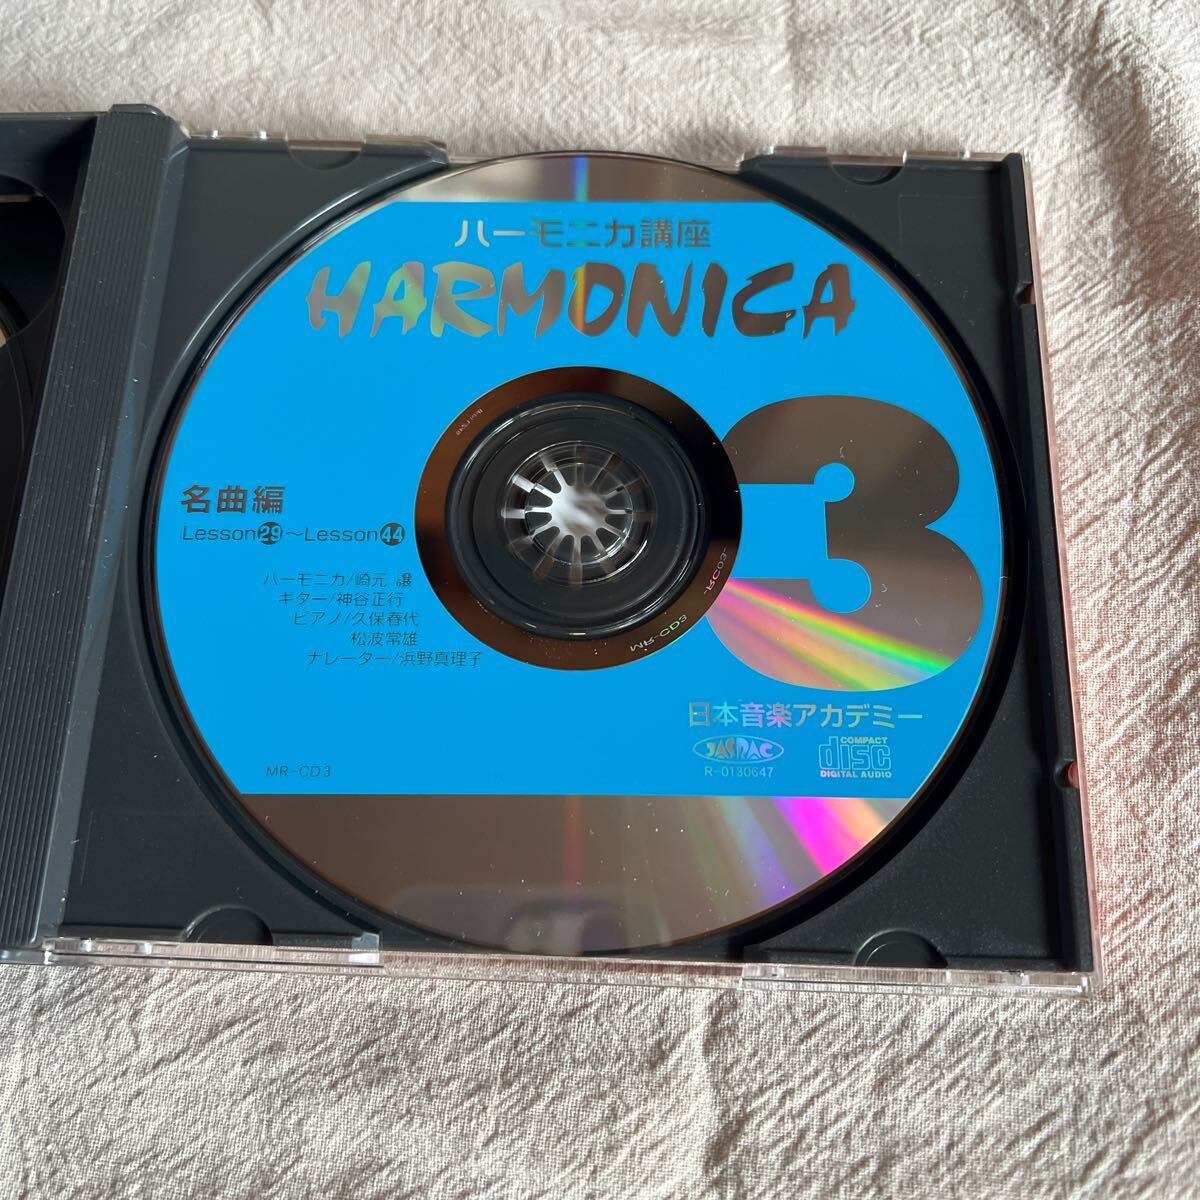 ハーモニカ講座
HARMONICA
3
名曲編
Lesson29〜Lesson44
ハーモニカ/崎元 譲
ギター/神谷正行
ピアノ/久保春代
松波常雄
ナレーター/浜野真理子
MR-CD3
日本音楽アカデミー
JASRAC
R-0130647
COMPACT
disc
DIGITAL AUDIO
MR-CD3